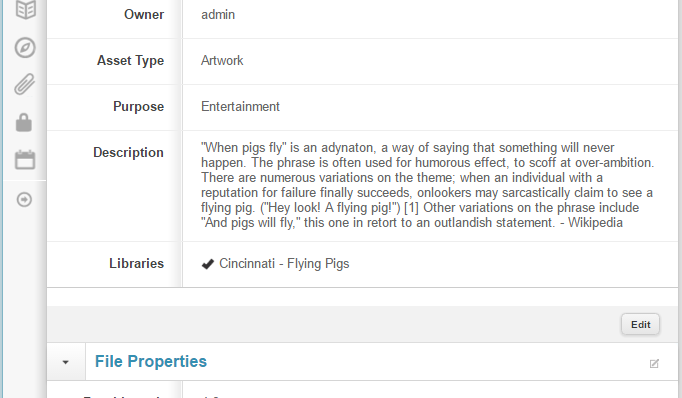 Owner admin
Asset Type Artwork
Purpose Entertainment
Description "When pigs fly" is an adynaton, a way of saying that something will never
happen. The phrase is often used for humorous effect, to scoff at over-ambition.
There are numerous variations on the theme; when an individual with a
reputation for failure finally succeeds, onlookers may sarcastically claim to see a
flying pig. ("Hey look! A flying pig!") [1] Other variations on the phrase include
"And pigs will fly," this one in retort to an outlandish statement. - Wikipedia
Libraries Cincinnati - Flying Pigs
Edit
File Properties